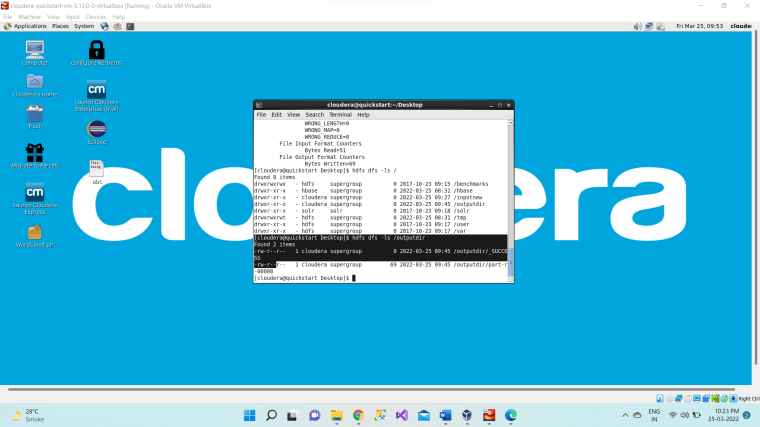 cloudera-quickstart-vm-5.13.0-0-virtualbox [Running] - Oracle VM VirtualBox
File Machine View Input Devices Help
Applications Places System
Fri Mar 25, 09:53 cloude
Computer
Configure Kerberos
cloudera's Home
Launch Cloudera
Enterprise (trial)
Trash
Eclipse
Migrate to Parcels
This
abc
Launch Cloudera
Express
WordCount.jar
cm
cm
cloudera
cloudera@quickstart:~/Desktop
File Edit View Search Terminal Help
WRONG_LENGTH=0
WRONG_MAP=0
WRONG_REDUCE=0
File Input Format Counters
Bytes Read=51
File Output Format Counters
Bytes Written=69
[cloudera@quickstart Desktop]$ hdfs dfs -ls /
Found 8 items
drwxrwxrwx - hdfs supergroup 0 2017-10-23 09:15 /benchmarks
drwxr-xr-x - hbase supergroup 0 2022-03-25 08:31 /hbase
drwxr-xr-x - cloudera supergroup 0 2022-03-25 09:27 /inputnew
drwxr-xr-x - cloudera supergroup 0 2022-03-25 09:45 /outputdir
drwxr-xr-x - solr solr 0 2017-10-23 09:18 /solr
drwxrwxrwt - hdfs supergroup 0 2022-03-25 08:31 /tmp
drwxr-xr-x - hdfs supergroup 0 2017-10-23 09:17 /user
drwxr-xr-x - hdfs supergroup 0 2017-10-23 09:17 /var
[cloudera@quickstart Desktop]$ hdfs dfs -ls /outputdir
Found 2 items
-rw-r--r-- 1 cloudera supergroup 0 2022-03-25 09:45 /outputdir/_SUCCE
SS
-rw-r--r-- 1 cloudera supergroup 69 2022-03-25 09:45 /outputdir/part-r
-00000
[cloudera@quickstart Desktop]$
Right Ctrl
28°C
Smoke
ENG
IN
10:23 PM
25-03-2022
2